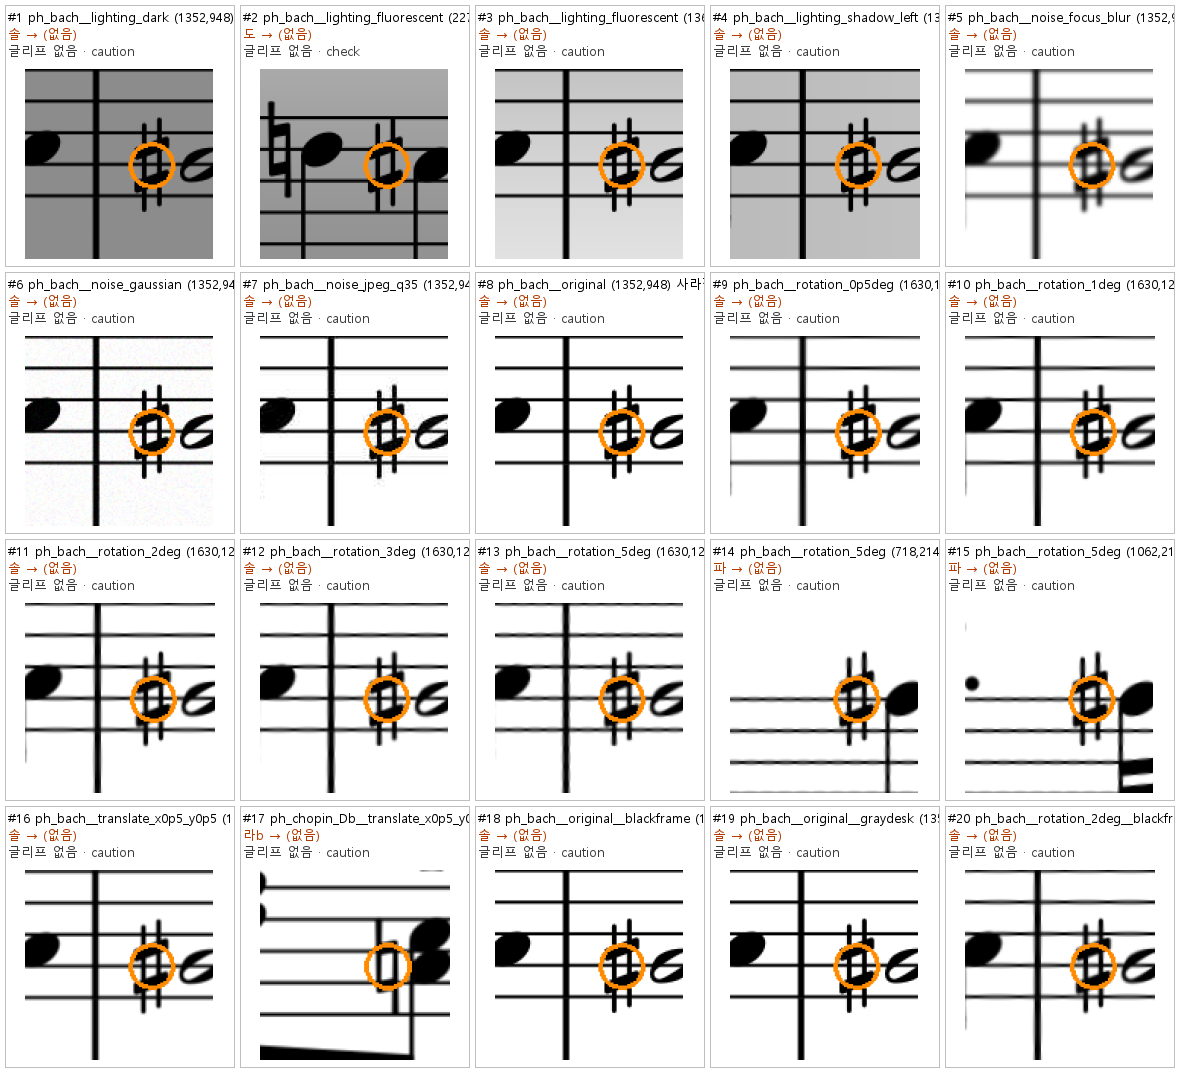 #1 ph_bach__lighting_dark (1352,948)
솔 → (없음)
글리프 없음 · caution
#2 ph_bach__lighting_fluorescent (227
도 → (없음)
글리프 없음 · check
#3 ph_bach__lighting_fluorescent (136
솔 → (없음)
글리프 없음 · caution
#4 ph_bach__lighting_shadow_left (13
솔 → (없음)
글리프 없음 · caution
#5 ph_bach__noise_focus_blur (1352,9
솔 → (없음)
글리프 없음 · caution
#6 ph_bach__noise_gaussian (1352,94
솔 → (없음)
글리프 없음 · caution
#7 ph_bach__noise_jpeg_q35 (1352,94
솔 → (없음)
글리프 없음 · caution
#8 ph_bach__original (1352,948) 사라
솔 → (없음)
글리프 없음 · caution
#9 ph_bach__rotation_0p5deg (1630,1
솔 → (없음)
글리프 없음 · caution
#10 ph_bach__rotation_1deg (1630,12
솔 → (없음)
글리프 없음 · caution
#11 ph_bach__rotation_2deg (1630,12
솔 → (없음)
글리프 없음 · caution
#12 ph_bach__rotation_3deg (1630,12
솔 → (없음)
글리프 없음 · caution
#13 ph_bach__rotation_5deg (1630,12
솔 → (없음)
글리프 없음 · caution
#14 ph_bach__rotation_5deg (718,214
파 → (없음)
글리프 없음 · caution
#15 ph_bach__rotation_5deg (1062,21
파 → (없음)
글리프 없음 · caution
#16 ph_bach__translate_x0p5_y0p5 (1
솔 → (없음)
글리프 없음 · caution
#17 ph_chopin_Db__translate_x0p5_y0
라b → (없음)
글리프 없음 · caution
#18 ph_bach__original__blackframe (1
솔 → (없음)
글리프 없음 · caution
#19 ph_bach__original__graydesk (135
솔 → (없음)
글리프 없음 · caution
#20 ph_bach__rotation_2deg__blackfr
솔 → (없음)
글리프 없음 · caution